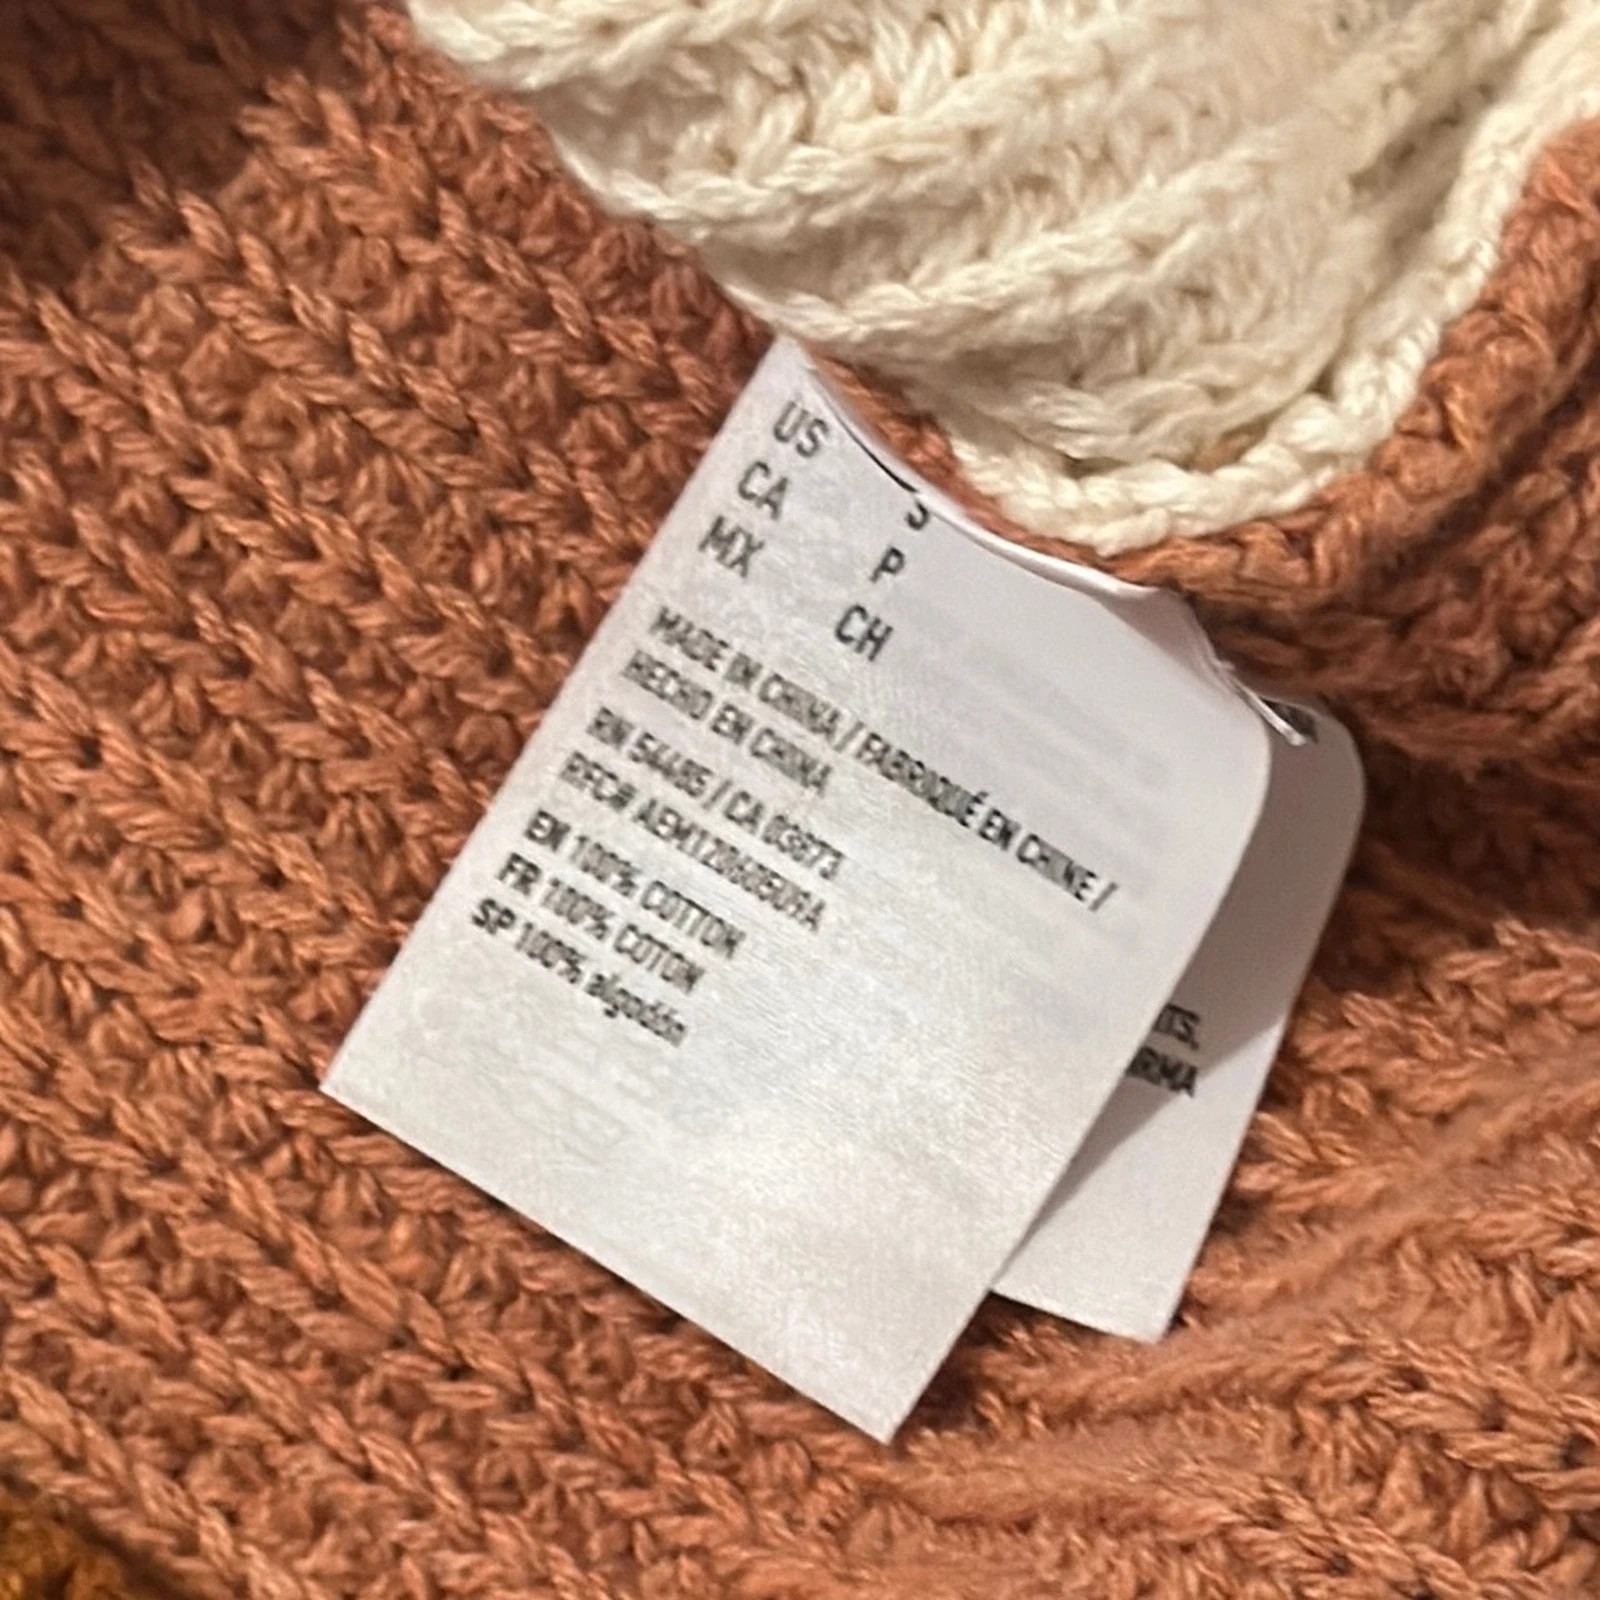 US S
CA P
MX CH
MADE IN CHINA / FABRIQUÉ EN CHINE /
HECHO EN CHINA
RN 54485 / CA 03873
RFC#
EN 100% COTTON
FR 100% COTON
SP 100% algodón